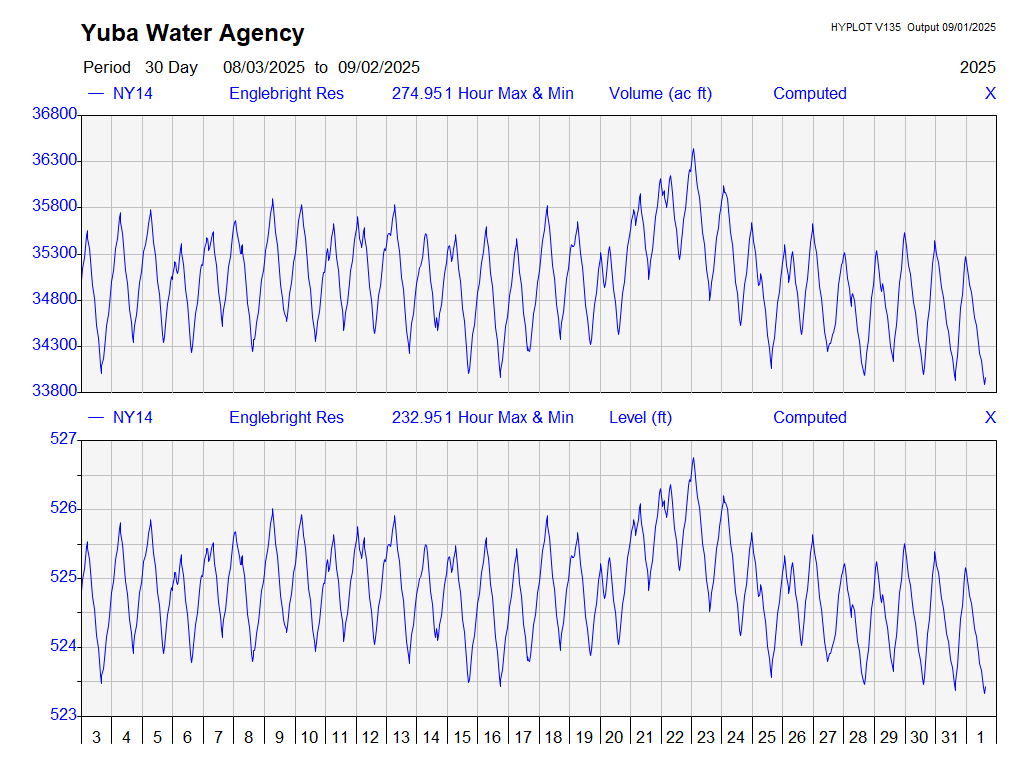 Yuba Water Agency
HYPLOT V135 Output 09/01/2025
Period 30 Day 08/03/2025 to 09/02/2025 2025
NY14 Englebright Res 274.951 Hour Max & Min Volume (ac ft) Computed X
36800
36300
35800
35300
34800
34300
33800
NY14 Englebright Res 232.951 Hour Max & Min Level (ft) Computed X
527
526
525
524
523
3 4 5 6 7 8 9 10 11 12 13 14 15 16 17 18 19 20 21 22 23 24 25 26 27 28 29 30 31 1